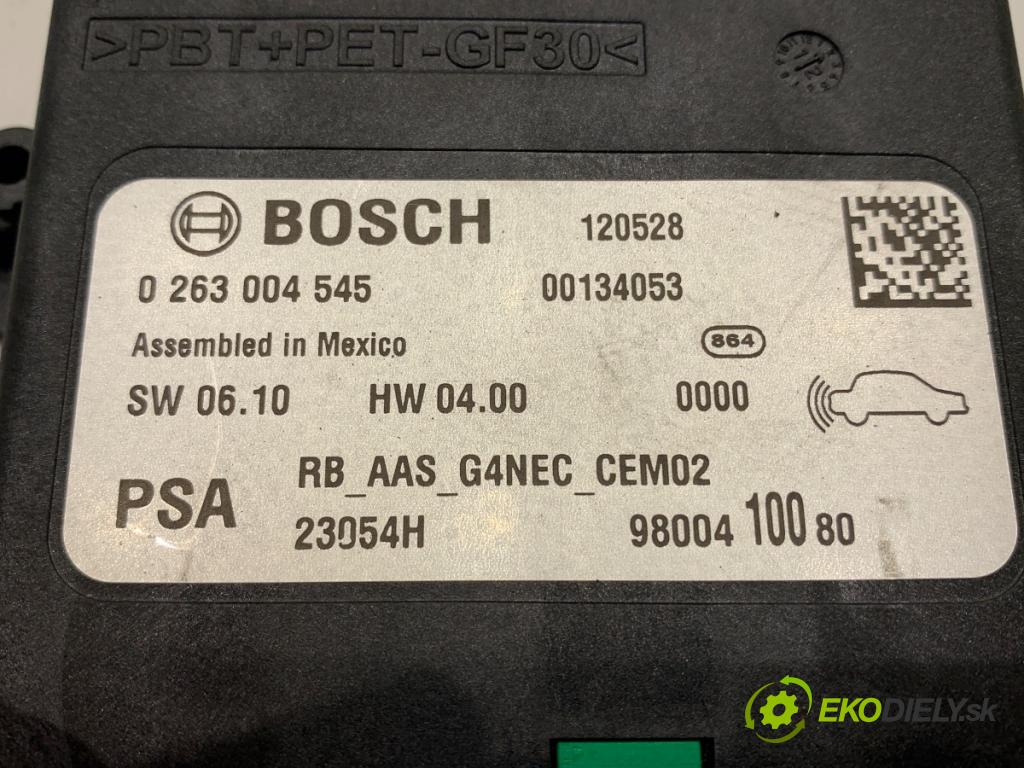 >PBT+PET-GF30<
BOSCH 120528
0 263 004 545 00134053
Assembled in Mexico 864
SW 06.10 HW 04.00 0000
RB_AAS_G4NEC_CEM02
PSA
23054H 98004 100 80
EKODIELY.sk